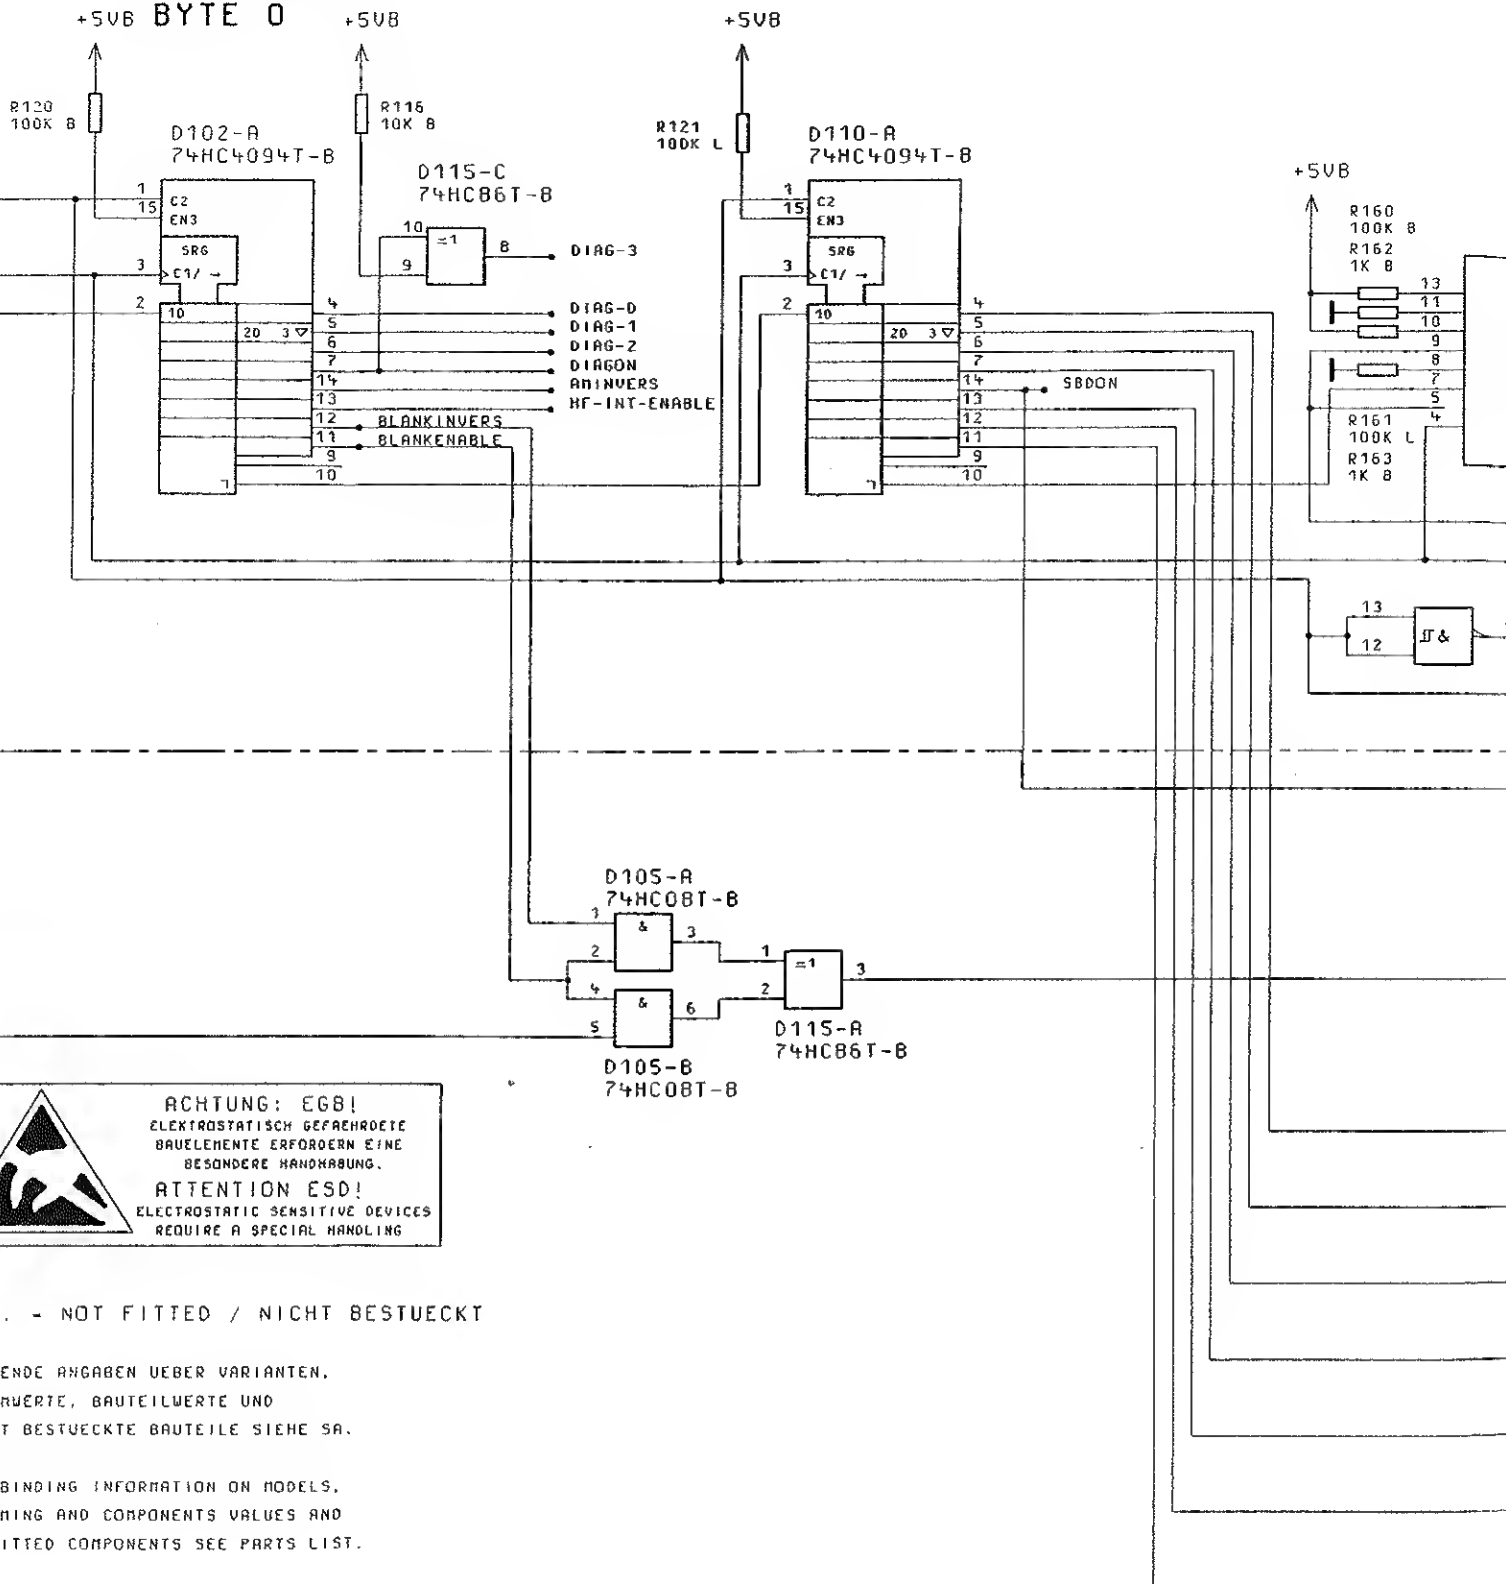 +5VB BYTE 0 +5VB +5VB
R120
100K B
R116
10K B
R121
100K L
D102-A
74HC4094T-B
D110-A
74HC4094T-B
D115-C
74HC86T-B
+5VB
R160
100K B
R162
1K B
1
15
3
2
C2
EN3
SRG
C1/ →
1D
2D 3 ▽
10
9
=1
8
DIAG-3
4 DIAG-0
5 DIAG-1
6 DIAG-2
7 DIAGON
14 AMINVERS
13 HF-INT-ENABLE
12 BLANKINVERS
11 BLANKENABLE
9
10
1
15
3
2
C2
EN3
SRG
C1/ →
1D
2D 3 ▽
4
5
6
7
14 SBDON
13
12
11
9
10
13
11
10
9
8
7
5
4
R161
100K L
R163
1K B
13
12
&
D105-A
74HC08T-B
1
2
&
3
4
5
&
6
D105-B
74HC08T-B
1
2
=1
3
D115-A
74HC86T-B
ACHTUNG: EGB!
ELEKTROSTATISCH GEFAEHRDETE
BAUELEMENTE ERFORDERN EINE
BESONDERE HANDHABUNG.
ATTENTION ESD!
ELECTROSTATIC SENSITIVE DEVICES
REQUIRE A SPECIAL HANDLING
. - NOT FITTED / NICHT BESTUECKT
ENDE ANGABEN UEBER VARIANTEN,
MWERTE, BAUTEILWERTE UND
T BESTUECKTE BAUTEILE SIEHE SA.
BINDING INFORMATION ON MODELS,
MING AND COMPONENTS VALUES AND
ITTED COMPONENTS SEE PARTS LIST.